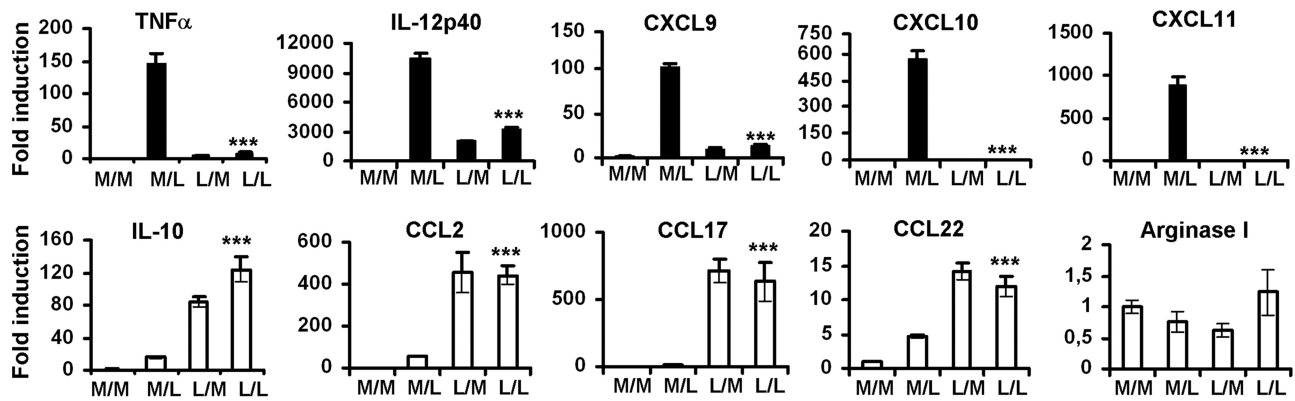 TNFα
Fold induction
200
150
100
50
0
***
M/M M/L L/M L/L
IL-12p40
12000
9000
6000
3000
0
***
M/M M/L L/M L/L
CXCL9
150
100
50
0
***
M/M M/L L/M L/L
CXCL10
750
600
450
300
150
0
***
M/M M/L L/M L/L
CXCL11
1500
1000
500
0
***
M/M M/L L/M L/L
IL-10
Fold induction
160
120
80
40
0
***
M/M M/L L/M L/L
CCL2
600
400
200
0
***
M/M M/L L/M L/L
CCL17
1000
500
0
***
M/M M/L L/M L/L
CCL22
20
15
10
5
0
***
M/M M/L L/M L/L
Arginase I
2
1,5
1
0,5
0
M/M M/L L/M L/L